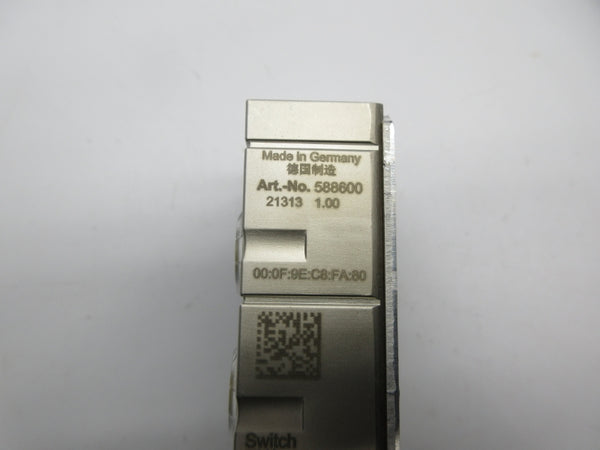 Made in Germany
德国制造
Art.-No. 588600
21313 1.00
00:0F:9E:C8:FA:80
Switch